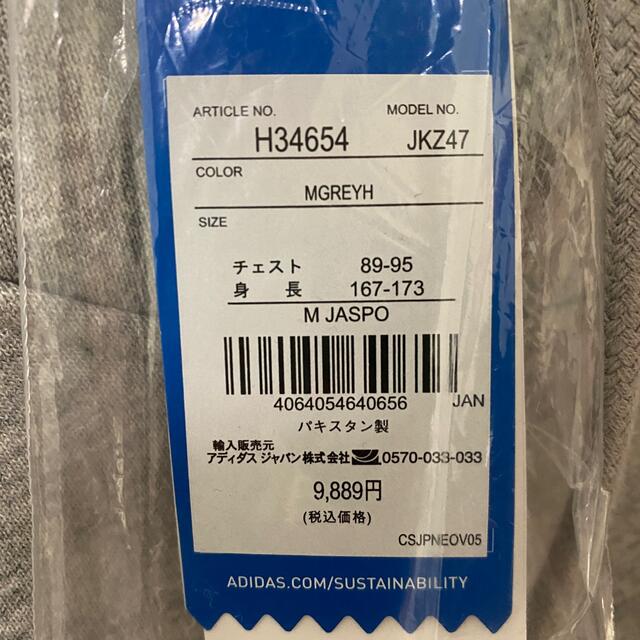 ARTICLE NO. MODEL NO.
H34654 JKZ47
COLOR
MGREYH
SIZE
チェスト 89-95
身長 167-173
M JASPO
4064054640656 JAN
パキスタン製
輸入販売元
アディダス ジャパン株式会社 0570-033-033
9,889円
(税込価格)
CSJPNEOV05
ADIDAS.COM/SUSTAINABILITY